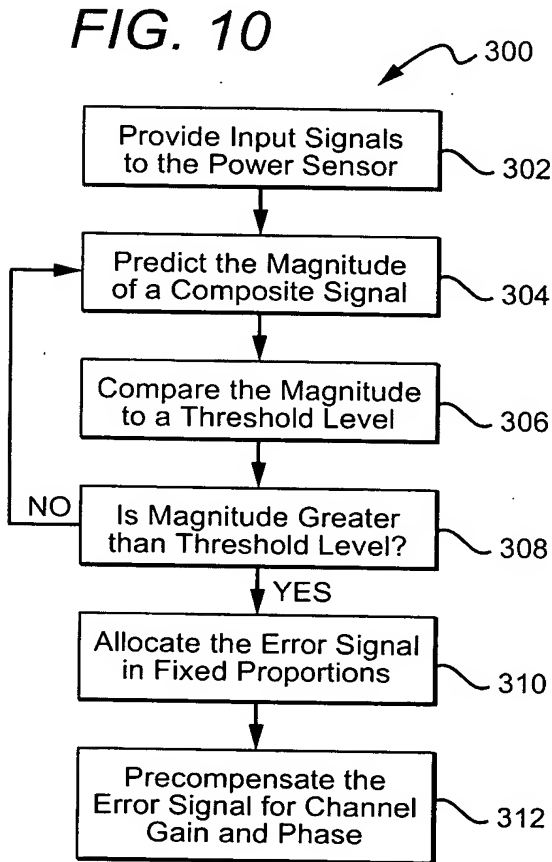 FIG. 10
300
Provide Input Signals
to the Power Sensor
302
Predict the Magnitude
of a Composite Signal
304
Compare the Magnitude
to a Threshold Level
306
NO
Is Magnitude Greater
than Threshold Level?
308
YES
Allocate the Error Signal
in Fixed Proportions
310
Precompensate the
Error Signal for Channel
Gain and Phase
312